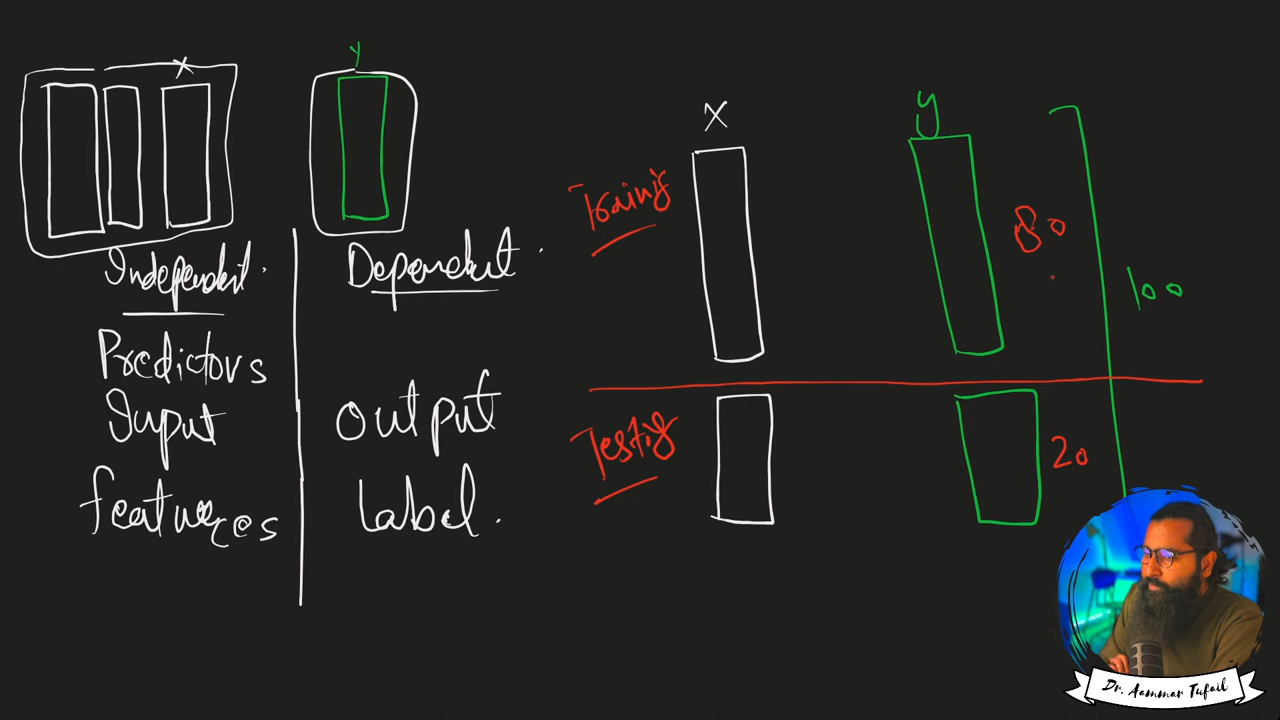 X
y
Independent.
Dependent.
Predictors
Input
output
features
Label.
X
y
Training
80
100
Testing
20
Dr. Aammar Tufail